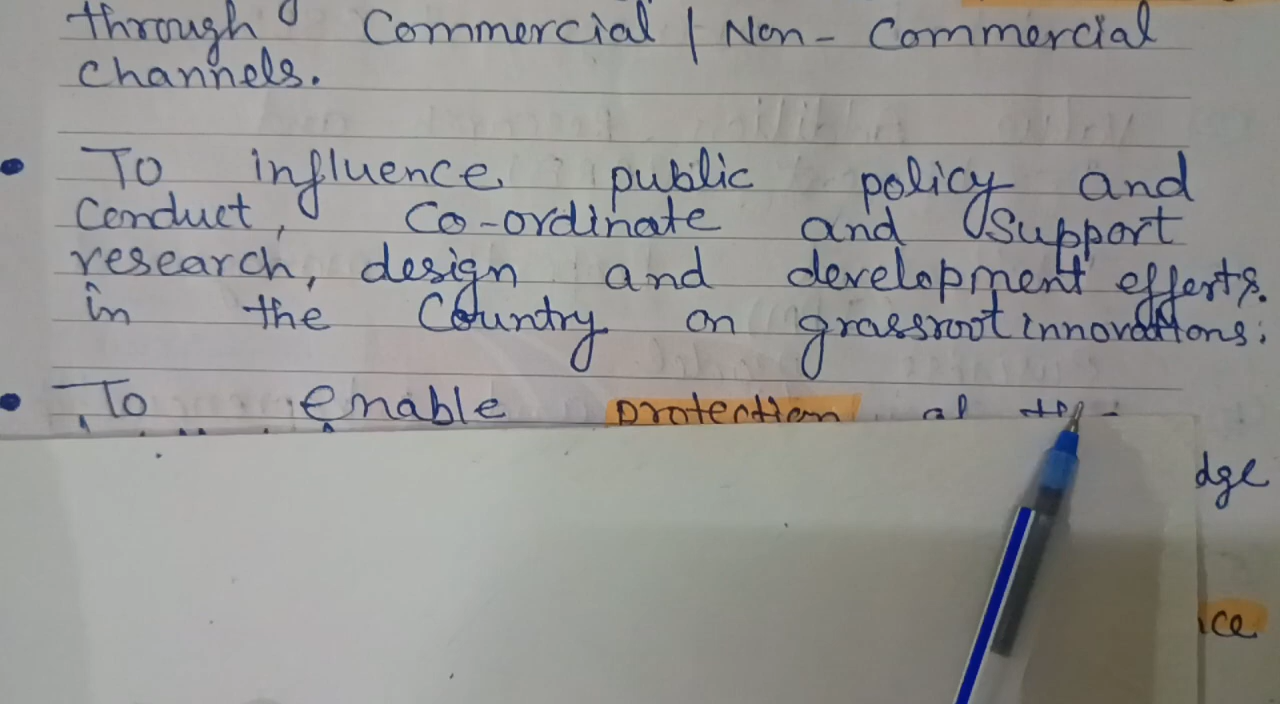 through Commercial | Non - Commercial
channels.
• To influence public policy and
Conduct, Co-ordinate and Support
research, design and development efforts.
in the Country on grassroot innovations.
• To enable protection
dge
ce